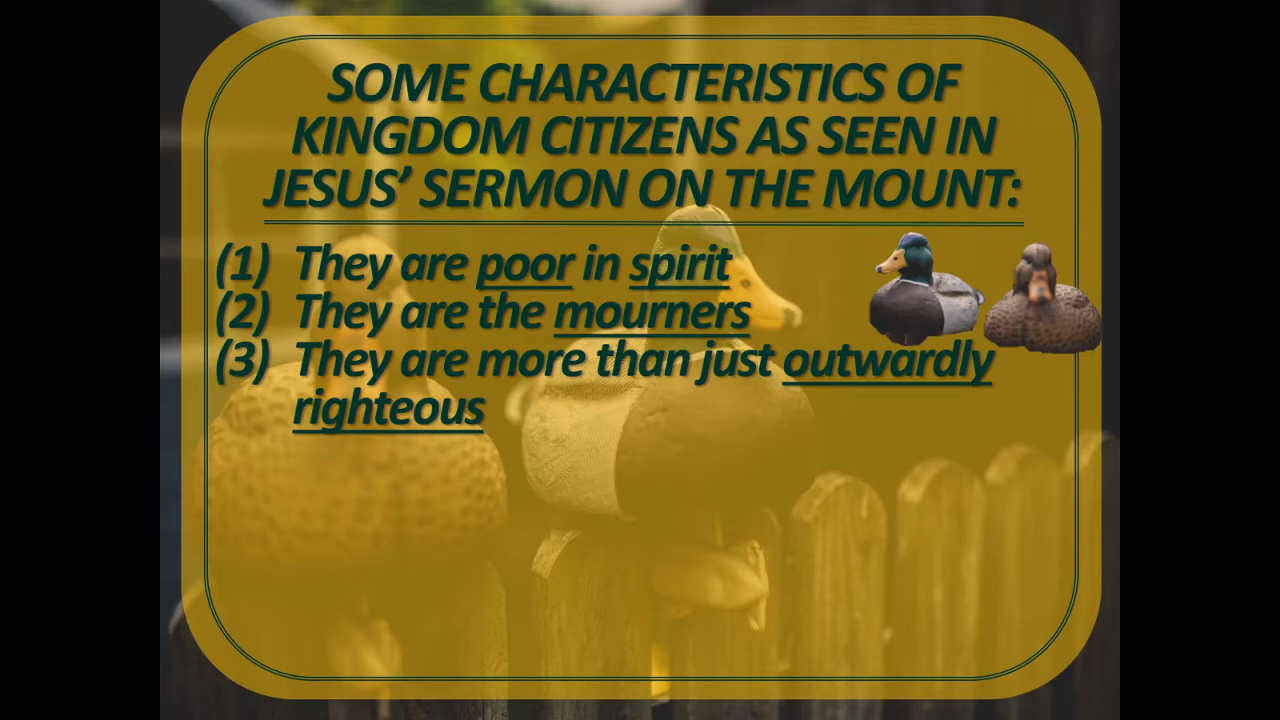 SOME CHARACTERISTICS OF
KINGDOM CITIZENS AS SEEN IN
JESUS’ SERMON ON THE MOUNT:
(1) They are poor in spirit
(2) They are the mourners
(3) They are more than just outwardly
righteous